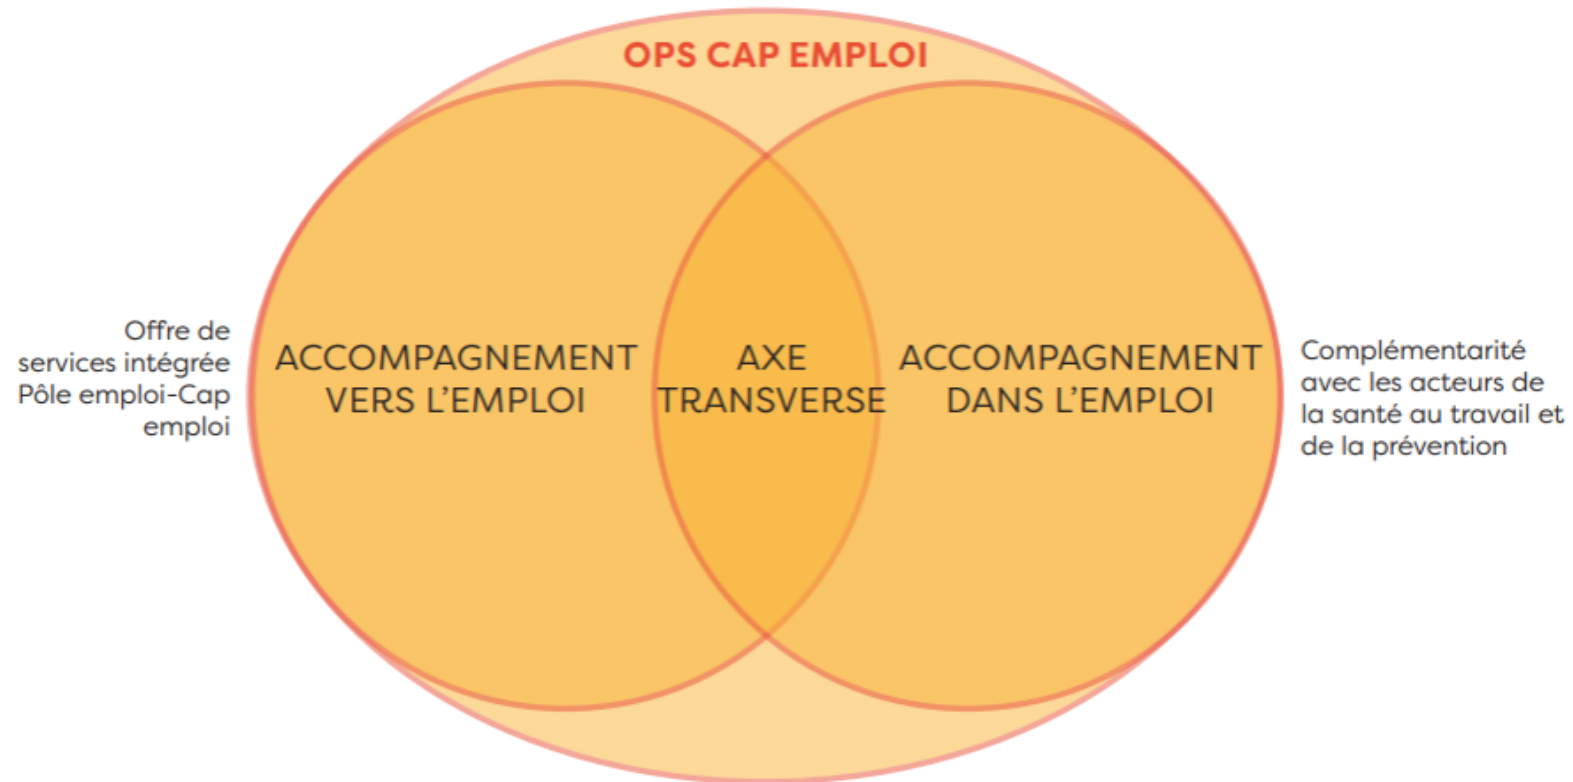 OPS CAP EMPLOI
Offre de
services intégrée
Pôle emploi-Cap
emploi
ACCOMPAGNEMENT
VERS L’EMPLOI
AXE
TRANSVERSE
ACCOMPAGNEMENT
DANS L’EMPLOI
Complémentarité
avec les acteurs de
la santé au travail et
de la prévention